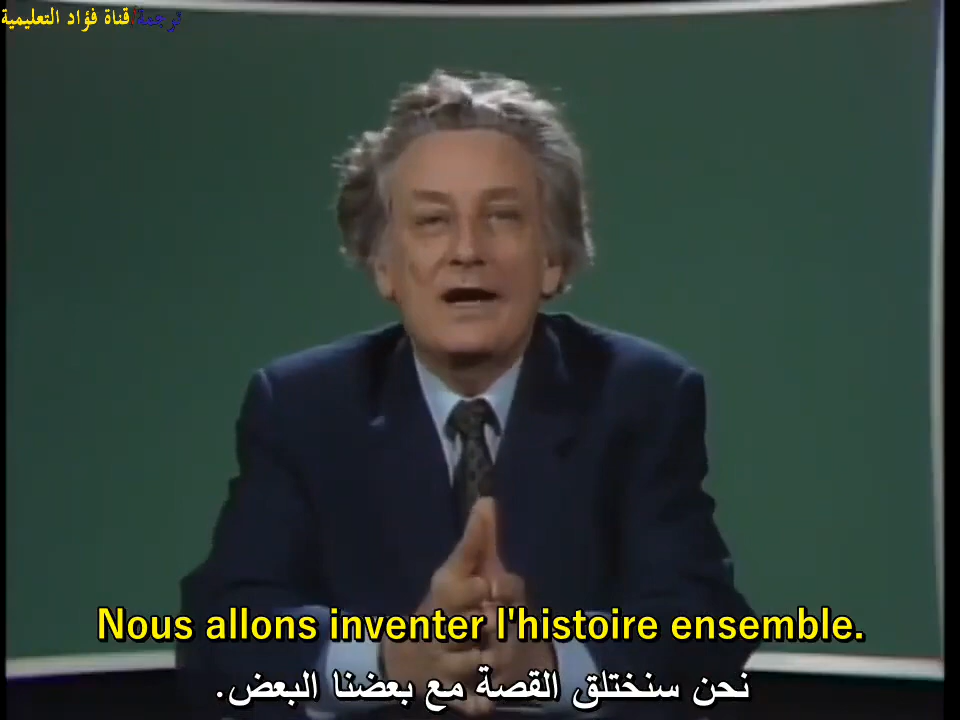 ترجمة/قناة فؤاد التعليمية
Nous allons inventer l'histoire ensemble.
نحن سنختلق القصة مع بعضنا البعض.